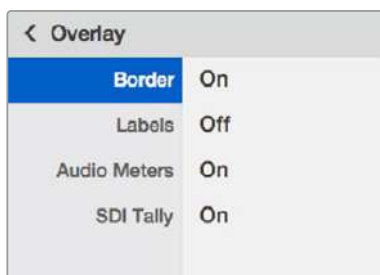 < Overlay
Border On
Labels Off
Audio Meters On
SDI Tally On